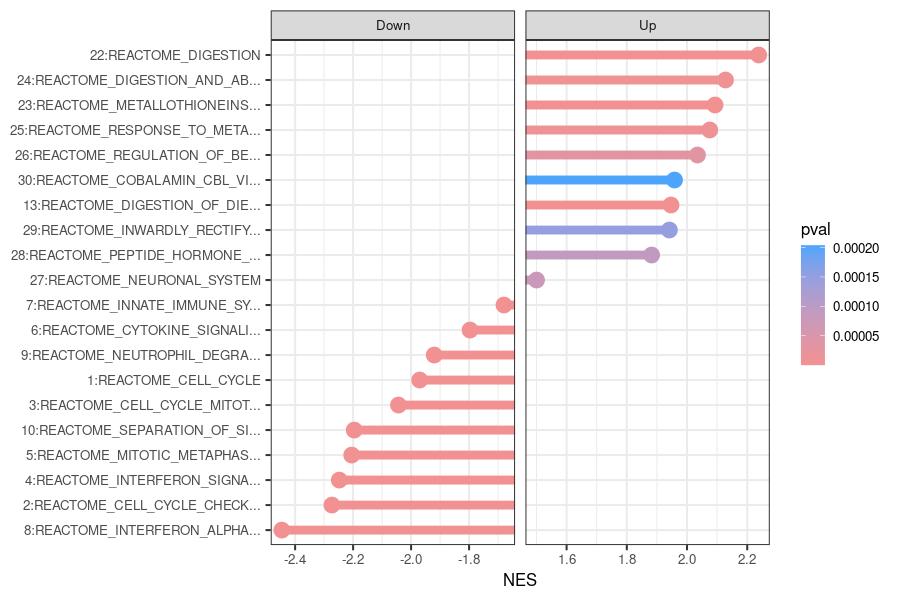 Down Up
22:REACTOME_DIGESTION
24:REACTOME_DIGESTION_AND_AB...
23:REACTOME_METALLOTHIONEINS...
25:REACTOME_RESPONSE_TO_META...
26:REACTOME_REGULATION_OF_BE...
30:REACTOME_COBALAMIN_CBL_VI...
13:REACTOME_DIGESTION_OF_DIE...
29:REACTOME_INWARDLY_RECTIFY...
28:REACTOME_PEPTIDE_HORMONE_...
27:REACTOME_NEURONAL_SYSTEM
7:REACTOME_INNATE_IMMUNE_SY...
6:REACTOME_CYTOKINE_SIGNALI...
9:REACTOME_NEUTROPHIL_DEGRA...
1:REACTOME_CELL_CYCLE
3:REACTOME_CELL_CYCLE_MITOT...
10:REACTOME_SEPARATION_OF_SI...
5:REACTOME_MITOTIC_METAPHAS...
4:REACTOME_INTERFERON_SIGNA...
2:REACTOME_CELL_CYCLE_CHECK...
8:REACTOME_INTERFERON_ALPHA...
-2.4 -2.2 -2.0 -1.8 1.6 1.8 2.0 2.2
NES
pval
0.00020
0.00015
0.00010
0.00005